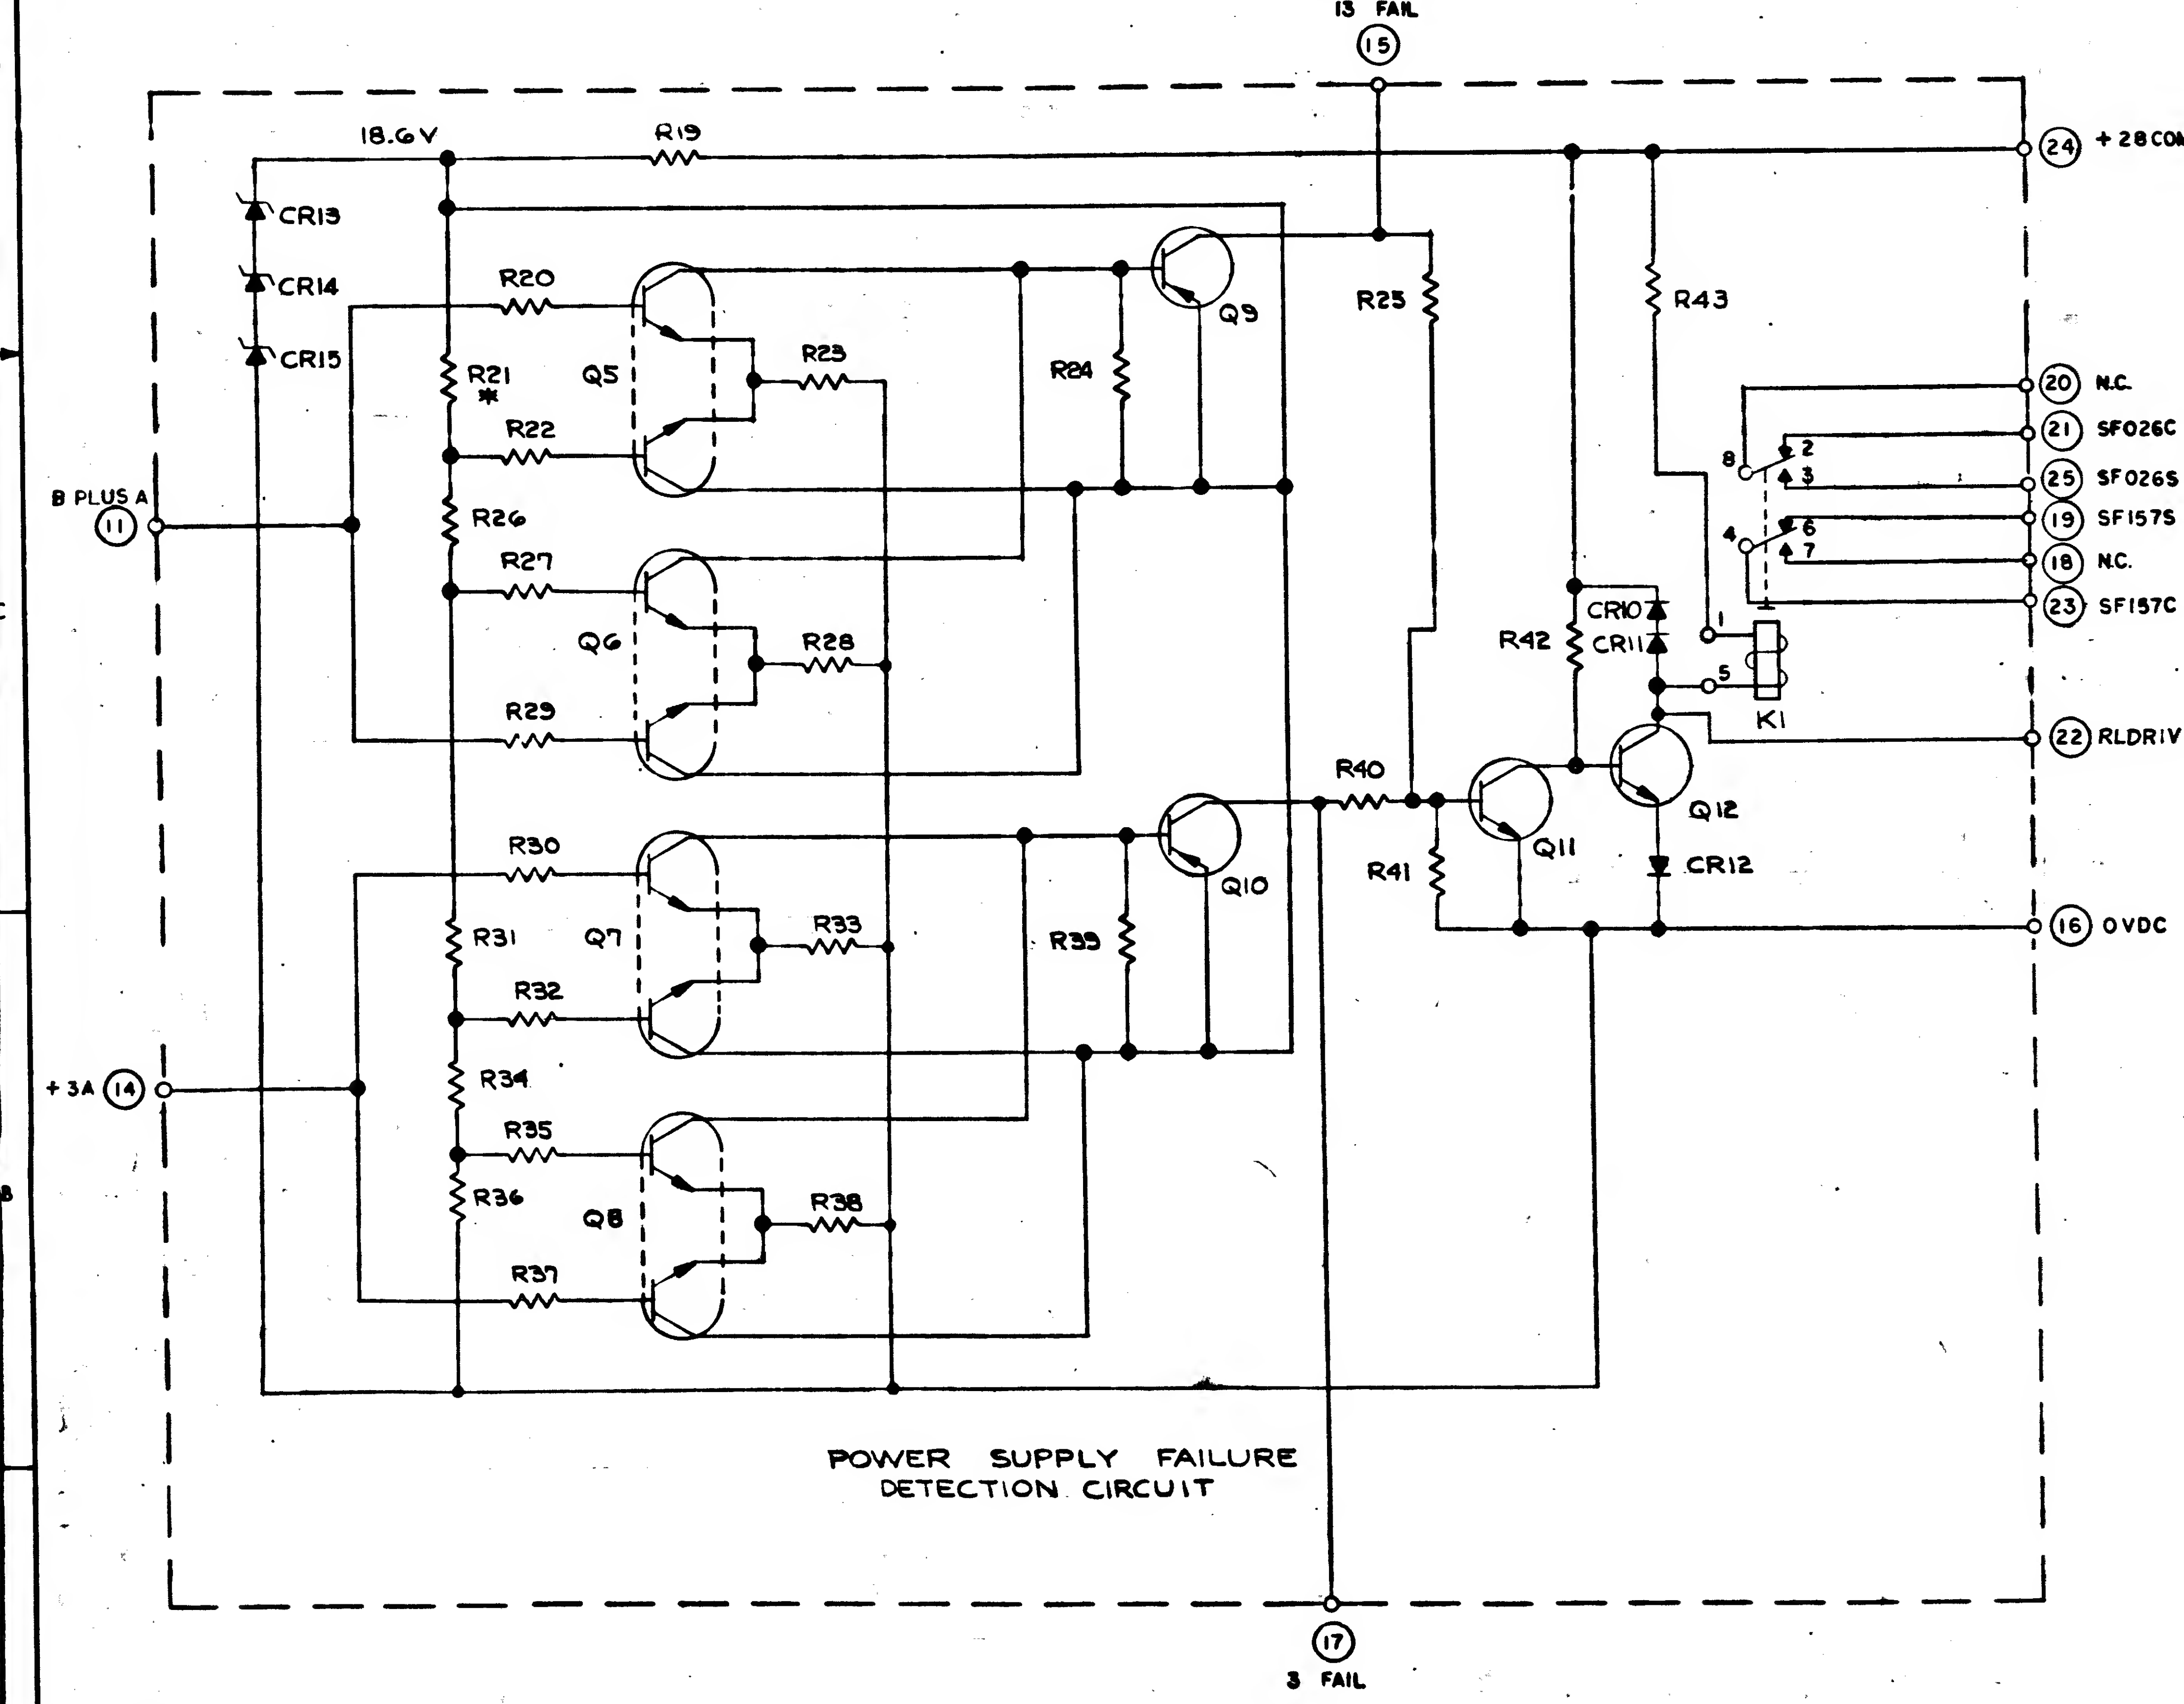 13 FAIL
15
18.6V
R19
24
+28CON
CR13
CR14
CR15
R20
R21
*
R22
Q5
R23
R24
Q9
R25
R43
20
N.C.
21
SF026C
25
SF026S
19
SF157S
18
N.C.
23
SF157C
8
2
3
4
6
7
B PLUS A
11
R26
R27
Q6
R28
R29
CR10
CR11
R42
1
5
K1
22
RLDRIV
R40
Q11
Q12
R41
CR12
16
0VDC
R30
R31
Q7
R33
R32
R39
Q10
+3A
14
R34
R35
R36
Q8
R38
R37
B
POWER SUPPLY FAILURE
DETECTION CIRCUIT
17
3 FAIL